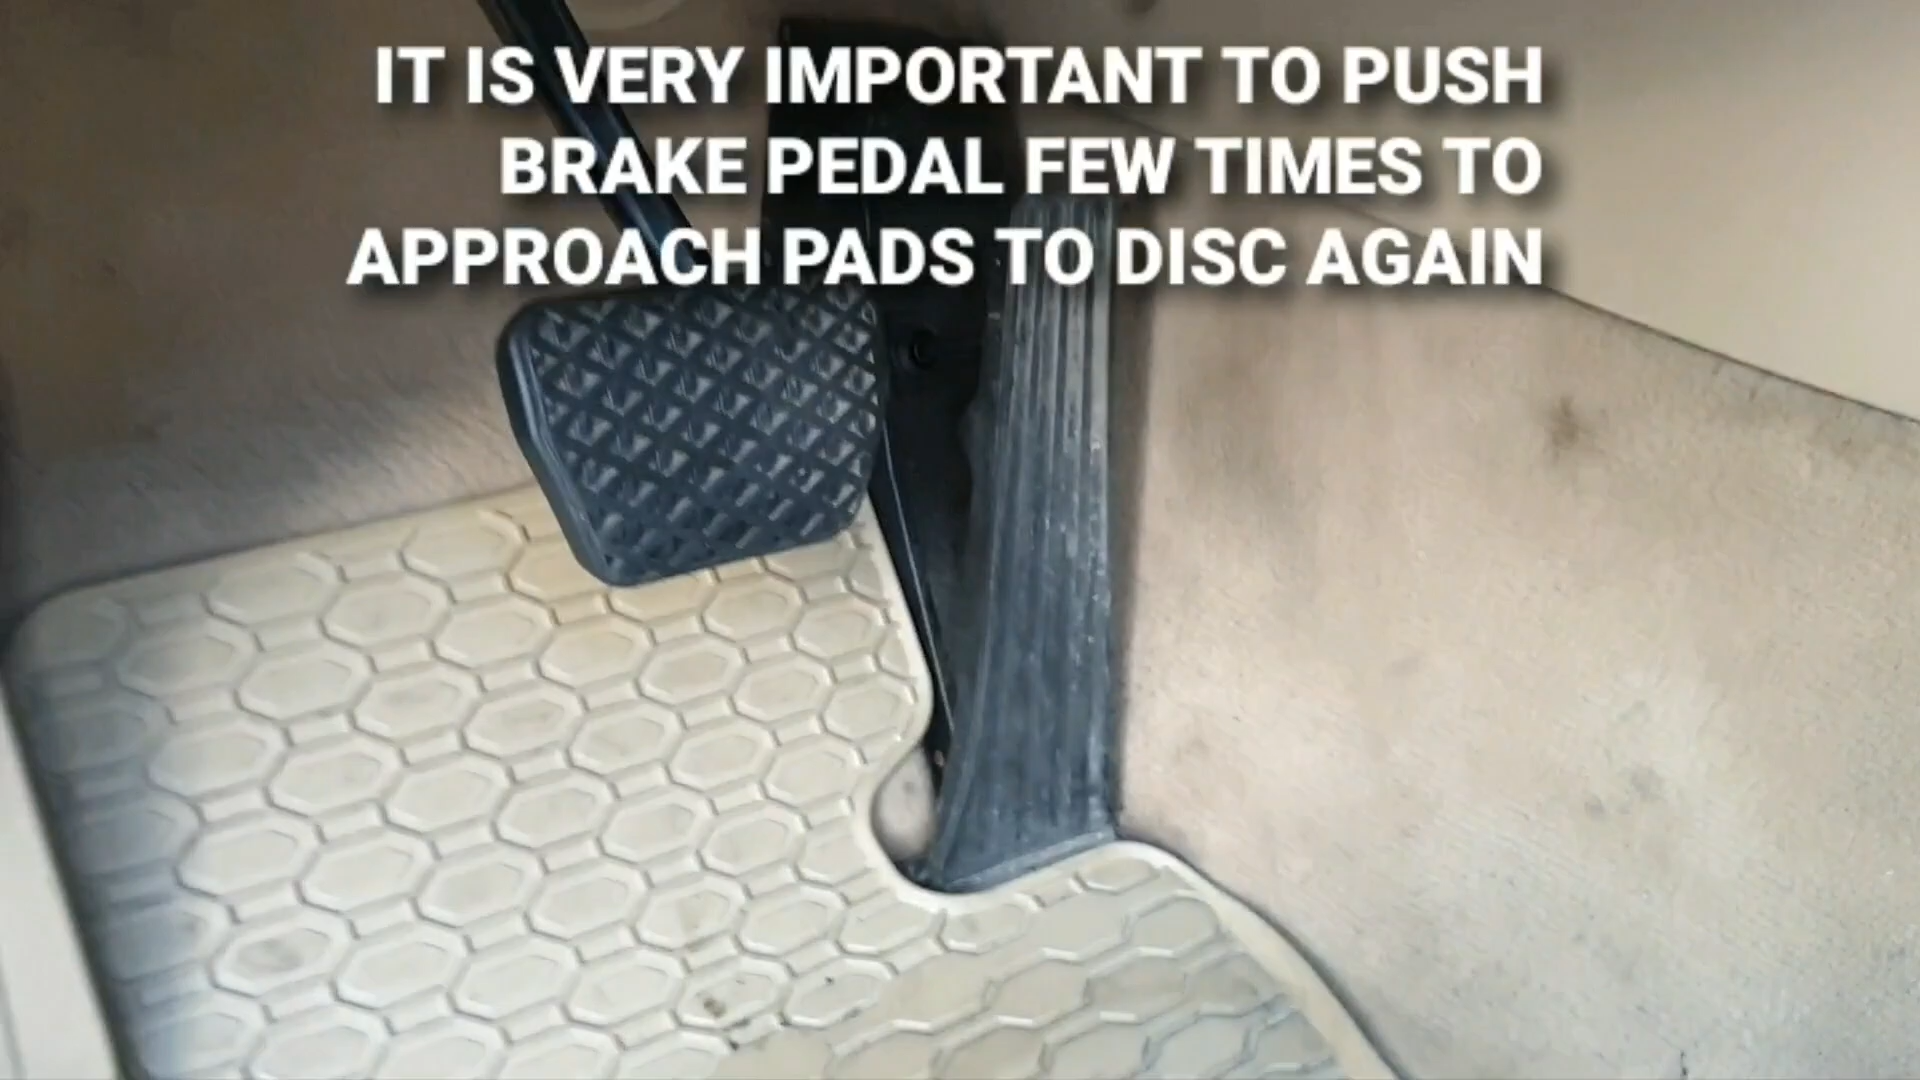 IT IS VERY IMPORTANT TO PUSH
BRAKE PEDAL FEW TIMES TO
APPROACH PADS TO DISC AGAIN